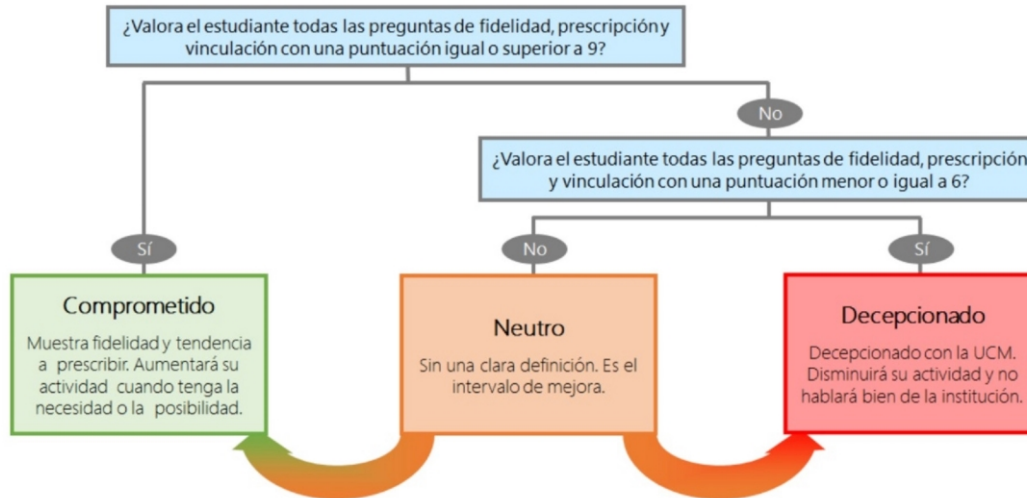 ¿Valora el estudiante todas las preguntas de fidelidad, prescripción y
vinculación con una puntuación igual o superior a 9?
No
¿Valora el estudiante todas las preguntas de fidelidad, prescripción
y vinculación con una puntuación menor o igual a 6?
Sí
No
Sí
Comprometido
Muestra fidelidad y tendencia
a prescribir. Aumentará su
actividad cuando tenga la
necesidad o la posibilidad.
Neutro
Sin una clara definición. Es el
intervalo de mejora.
Decepcionado
Decepcionado con la UCM.
Disminuirá su actividad y no
hablará bien de la institución.